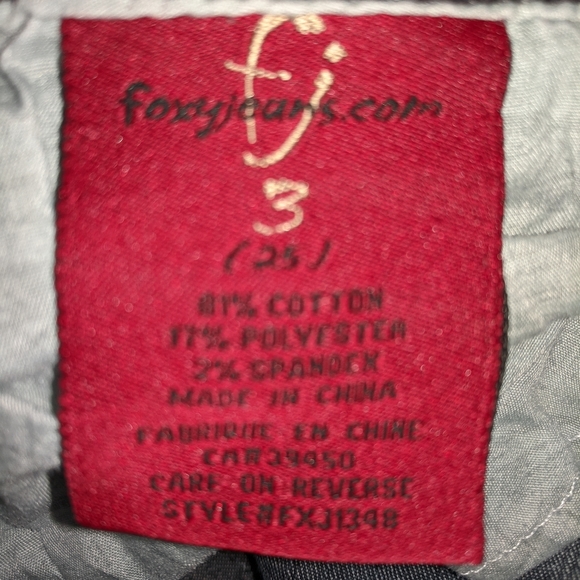 fj
foxyjeans.com
3
(25)
81% COTTON
17% POLYESTER
2% SPANDEX
MADE IN CHINA
FABRIQUE EN CHINE
CA#39450
CARE ON REVERSE
STYLE#FXJ1348